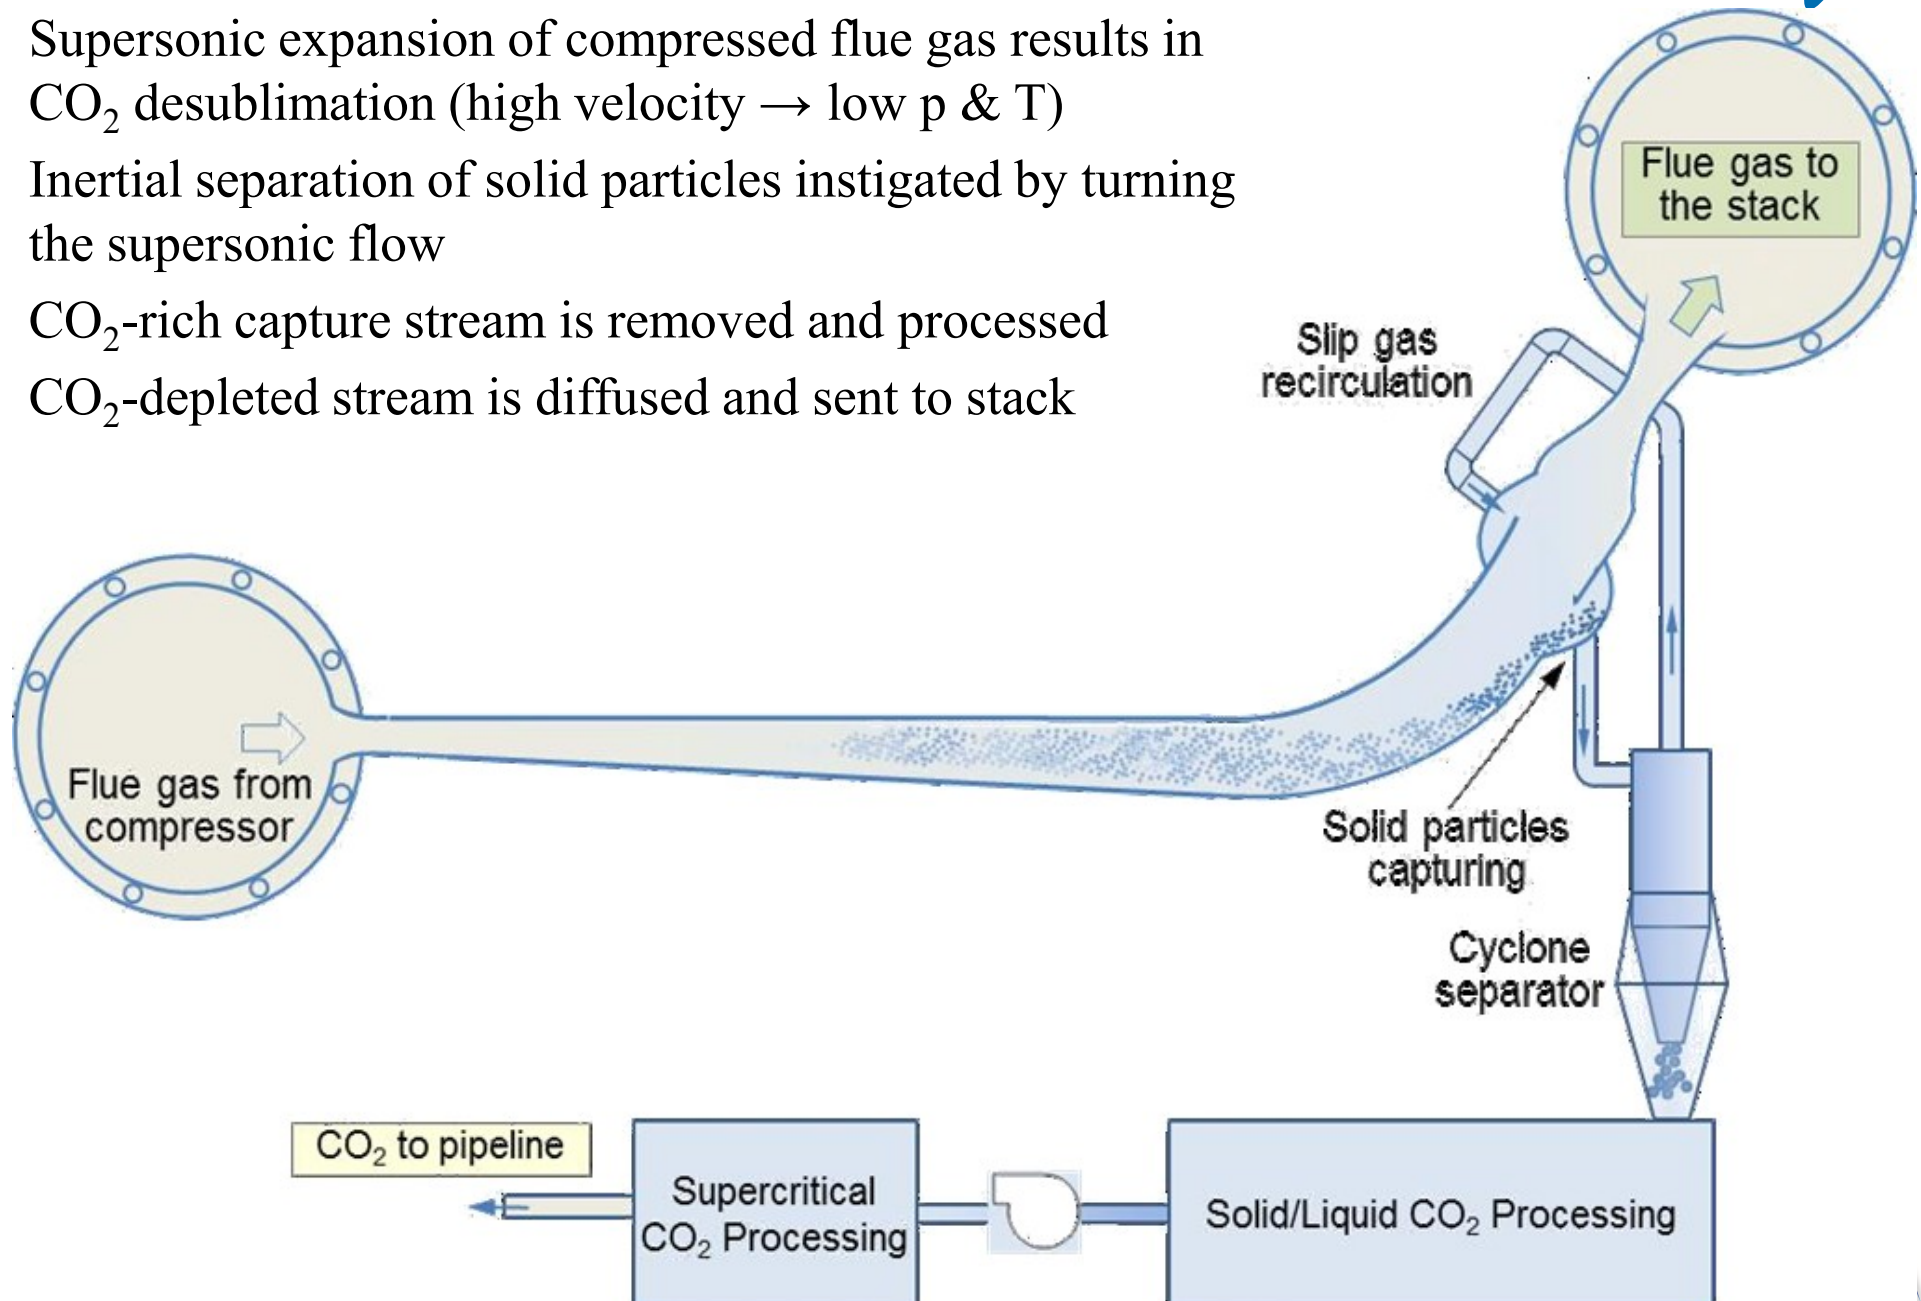 Supersonic expansion of compressed flue gas results in
CO₂ desublimation (high velocity → low p & T)
Inertial separation of solid particles instigated by turning
the supersonic flow
CO₂-rich capture stream is removed and processed
CO₂-depleted stream is diffused and sent to stack
Flue gas to
the stack
Slip gas
recirculation
Flue gas from
compressor
Solid particles
capturing
Cyclone
separator
CO₂ to pipeline
Supercritical
CO₂ Processing
Solid/Liquid CO₂ Processing